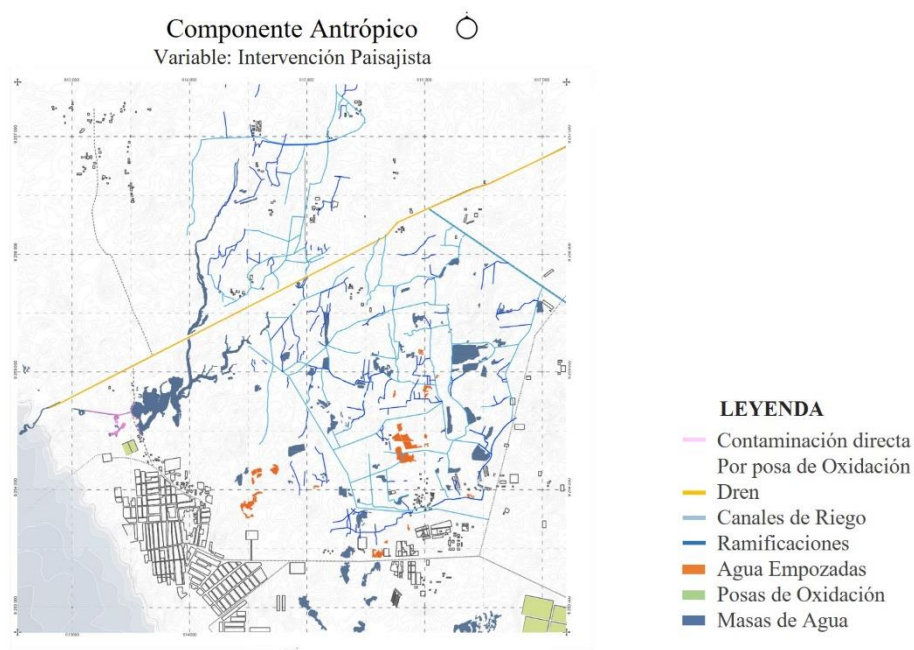 Componente Antrópico
Variable: Intervención Paisajista
LEYENDA
Contaminación directa
Por posa de Oxidación
Dren
Canales de Riego
Ramificaciones
Agua Empozadas
Posas de Oxidación
Masas de Agua